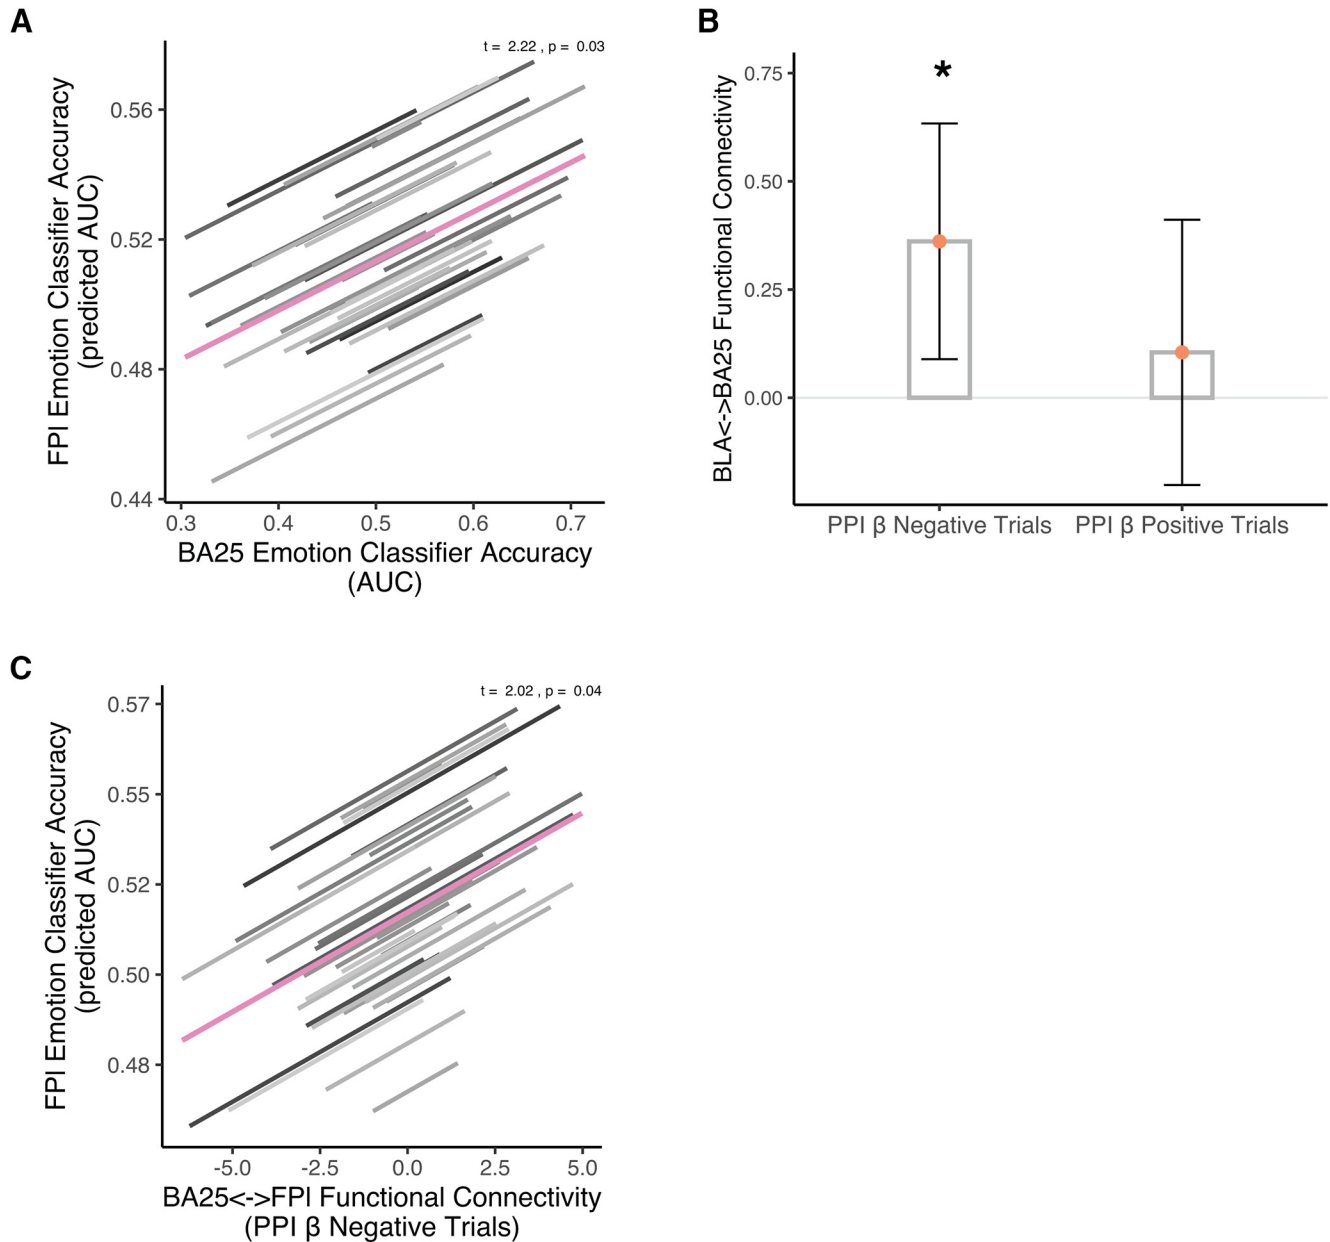 A
t = 2.22 , p = 0.03
FPl Emotion Classifier Accuracy
(predicted AUC)
0.56
0.52
0.48
0.44
0.3 0.4 0.5 0.6 0.7
BA25 Emotion Classifier Accuracy
(AUC)
B
*
BLA<->BA25 Functional Connectivity
0.75
0.50
0.25
0.00
PPI β Negative Trials PPI β Positive Trials
C
t = 2.02 , p = 0.04
FPl Emotion Classifier Accuracy
(predicted AUC)
0.57
0.55
0.52
0.50
0.48
-5.0 -2.5 0.0 2.5 5.0
BA25<->FPl Functional Connectivity
(PPI β Negative Trials)